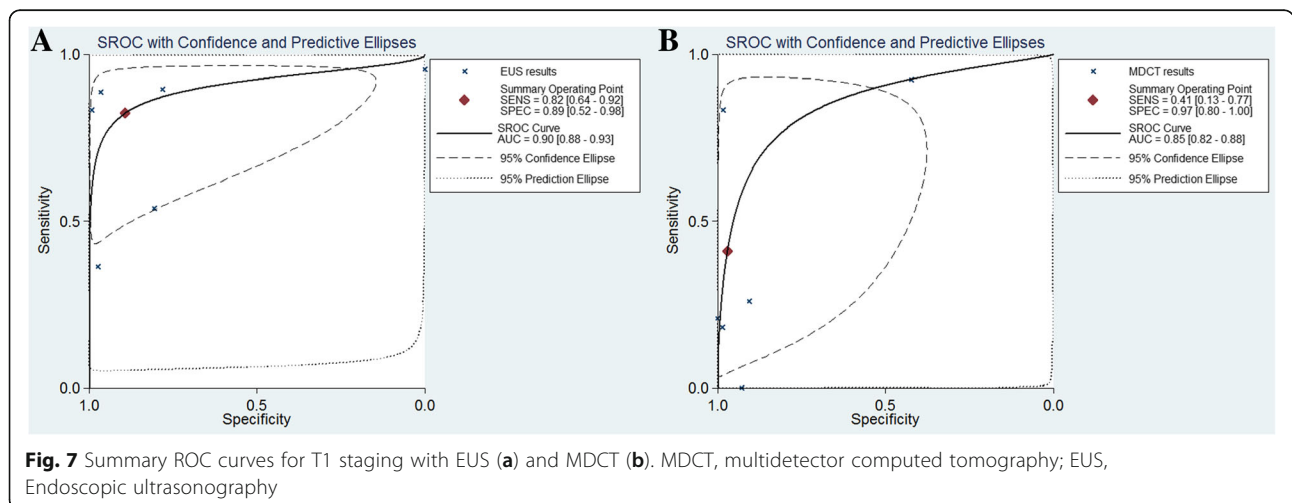 A
SROC with Confidence and Predictive Ellipses
1.0
0.5
0.0
Sensitivity
1.0
0.5
0.0
Specificity
EUS results
Summary Operating Point
SENS = 0.82 [0.64 - 0.92]
SPEC = 0.89 [0.52 - 0.98]
SROC Curve
AUC = 0.90 [0.88 - 0.93]
95% Confidence Ellipse
95% Prediction Ellipse
B
SROC with Confidence and Predictive Ellipses
1.0
0.5
0.0
Sensitivity
1.0
0.5
0.0
Specificity
MDCT results
Summary Operating Point
SENS = 0.41 [0.13 - 0.77]
SPEC = 0.97 [0.80 - 1.00]
SROC Curve
AUC = 0.85 [0.82 - 0.88]
95% Confidence Ellipse
95% Prediction Ellipse
Fig. 7 Summary ROC curves for T1 staging with EUS (a) and MDCT (b). MDCT, multidetector computed tomography; EUS,
Endoscopic ultrasonography